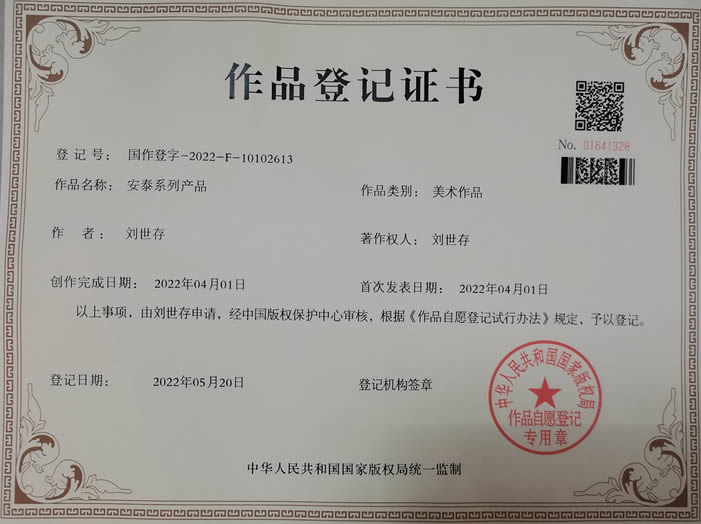 作品登记证书
No. 01641328
登 记 号： 国作登字-2022-F-10102613
作品名称： 安泰系列产品
作品类别： 美术作品
作 者： 刘世存
著作权人： 刘世存
创作完成日期： 2022年04月01日
首次发表日期： 2022年04月01日
以上事项，由刘世存申请，经中国版权保护中心审核，根据《作品自愿登记试行办法》规定，予以登记。
登记日期： 2022年05月20日
登记机构签章
中华人民共和国国家版权局
作品自愿登记
专用章
中华人民共和国国家版权局统一监制